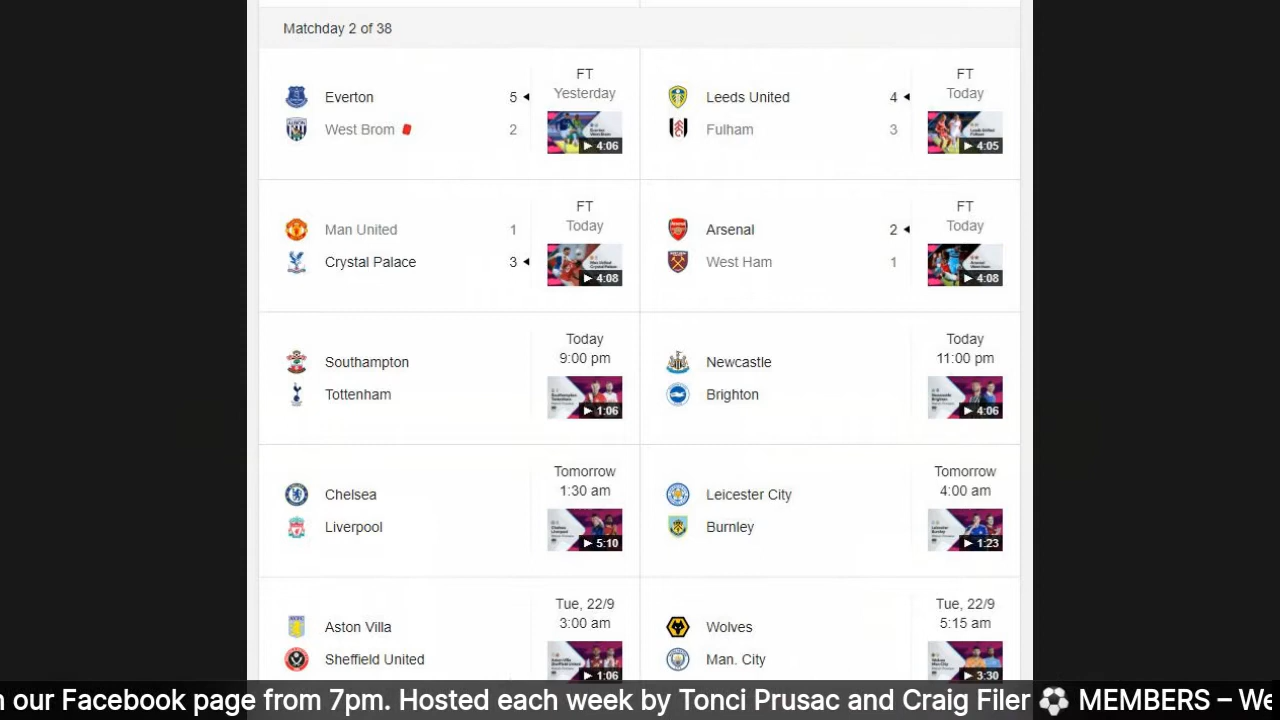 Matchday 2 of 38
Everton 5
West Brom 2
FT
Yesterday
4:06
Leeds United 4
Fulham 3
FT
Today
4:05
Man United 1
Crystal Palace 3
FT
Today
4:08
Arsenal 2
West Ham 1
FT
Today
4:08
Southampton
Tottenham
Today
9:00 pm
1:06
Newcastle
Brighton
Today
11:00 pm
4:06
Chelsea
Liverpool
Tomorrow
1:30 am
5:10
Leicester City
Burnley
Tomorrow
4:00 am
1:23
Aston Villa
Sheffield United
Tue, 22/9
3:00 am
1:06
Wolves
Man. City
Tue, 22/9
5:15 am
3:30
our Facebook page from 7pm. Hosted each week by Tonci Prusac and Craig Filer ⚽ MEMBERS – We